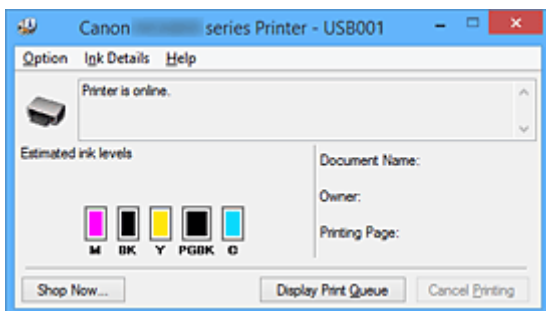 Canon series Printer - USB001
Option Ink Details Help
Printer is online.
Estimated ink levels
Document Name:
Owner:
Printing Page:
M BK Y PGBK C
Shop Now... Display Print Queue Cancel Printing